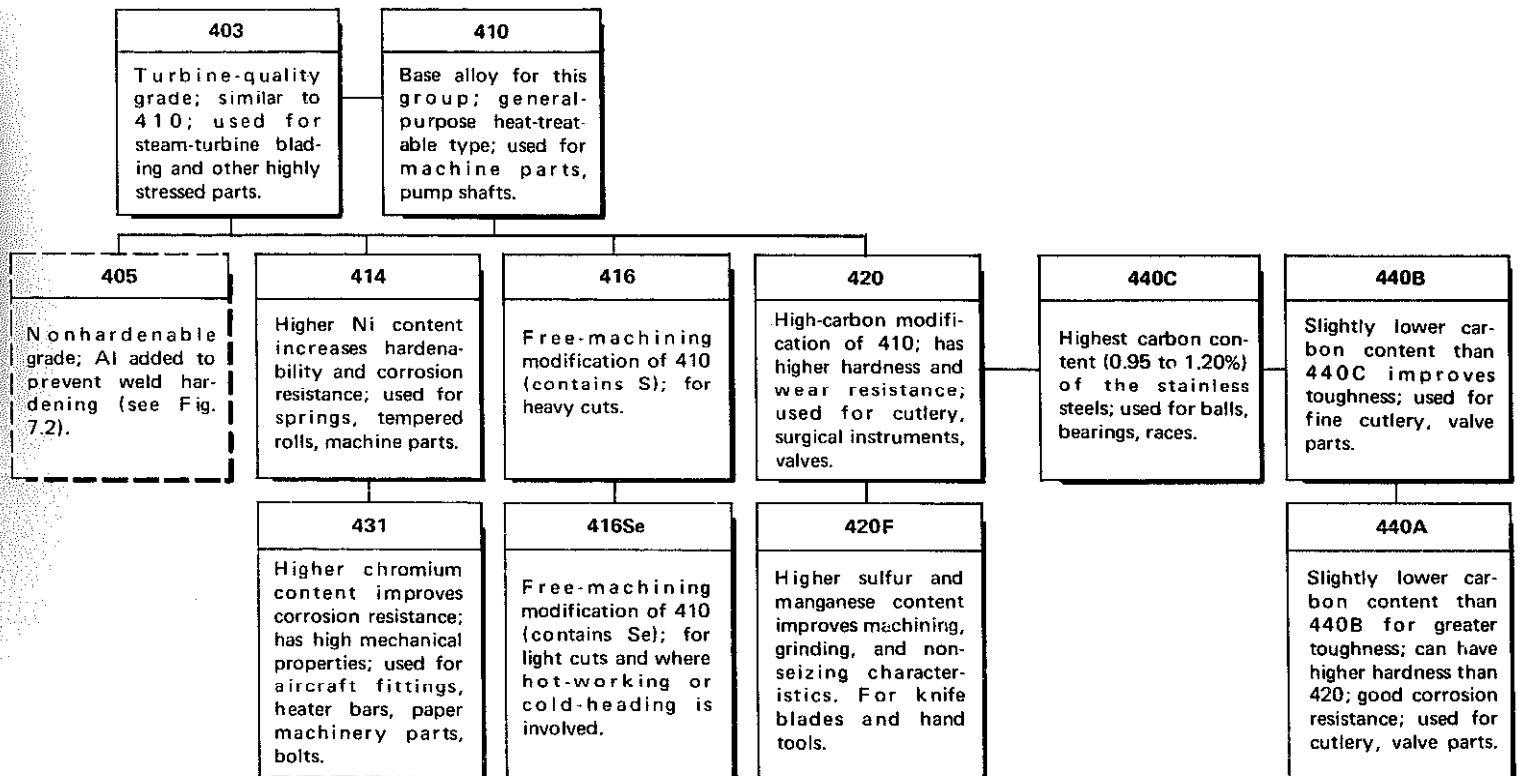 403
Turbine-quality
grade; similar to
410; used for
steam-turbine blad-
ing and other highly
stressed parts.
410
Base alloy for this
group; general-
purpose heat-treat-
able type; used for
machine parts,
pump shafts.
405
Nonhardenable
grade; Al added to
prevent weld har-
dening (see Fig.
7.2).
414
Higher Ni content
increases hardena-
bility and corrosion
resistance; used for
springs, tempered
rolls, machine parts.
416
Free-machining
modification of 410
(contains S); for
heavy cuts.
420
High-carbon modifi-
cation of 410; has
higher hardness and
wear resistance;
used for cutlery,
surgical instruments,
valves.
440C
Highest carbon con-
tent (0.95 to 1.20%)
of the stainless
steels; used for balls,
bearings, races.
440B
Slightly lower car-
bon content than
440C improves
toughness; used for
fine cutlery, valve
parts.
431
Higher chromium
content improves
corrosion resistance;
has high mechanical
properties; used for
aircraft fittings,
heater bars, paper
machinery parts,
bolts.
416Se
Free-machining
modification of 410
(contains Se); for
light cuts and where
hot-working or
cold-heading is
involved.
420F
Higher sulfur and
manganese content
improves machining,
grinding, and non-
seizing character-
istics. For knife
blades and hand
tools.
440A
Slightly lower car-
bon content than
440B for greater
toughness; can have
higher hardness than
420; good corrosion
resistance; used for
cutlery, valve parts.